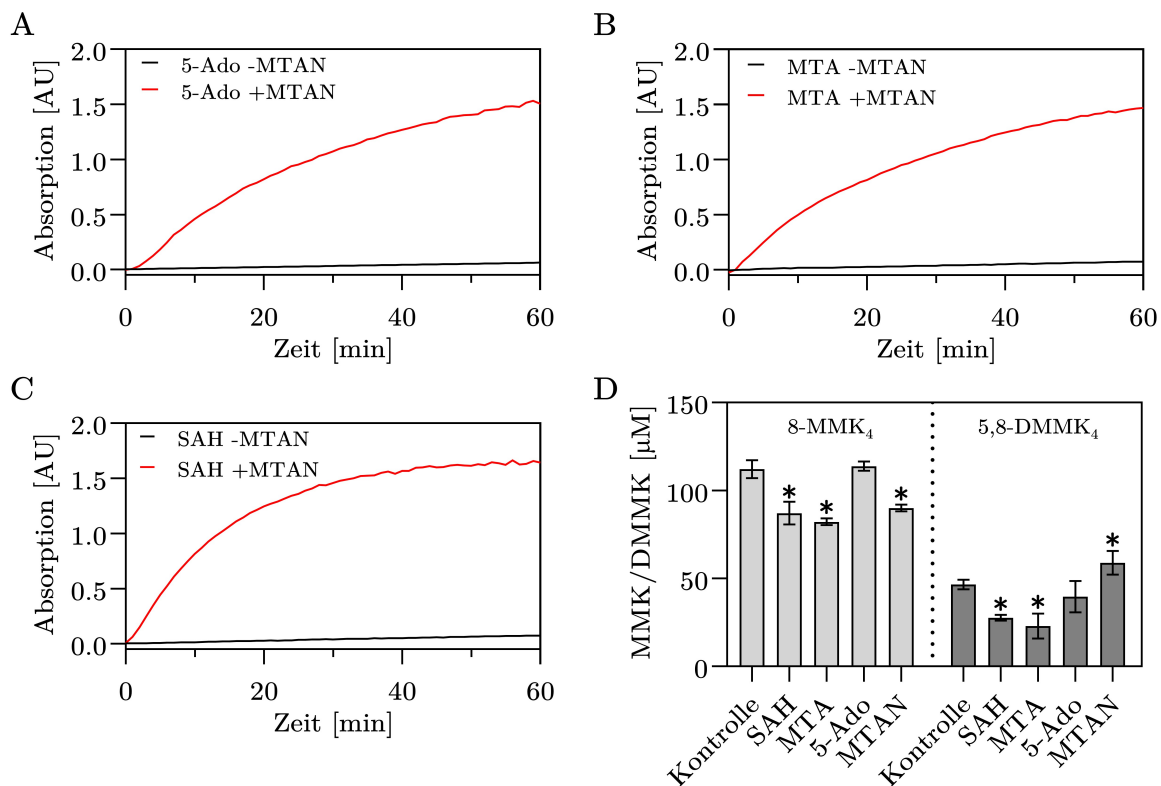 A
Absorption [AU]
2.0
1.5
1.0
0.5
0.0
5-Ado -MTAN
5-Ado +MTAN
0 20 40 60
Zeit [min]
B
Absorption [AU]
2.0
1.5
1.0
0.5
0.0
MTA -MTAN
MTA +MTAN
0 20 40 60
Zeit [min]
C
Absorption [AU]
2.0
1.5
1.0
0.5
0.0
SAH -MTAN
SAH +MTAN
0 20 40 60
Zeit [min]
D
MMK/DMMK [µM]
150
100
50
0
8-MMK₄ 5,8-DMMK₄
* * * * * *
Kontrolle SAH MTA 5-Ado MTAN Kontrolle SAH MTA 5-Ado MTAN